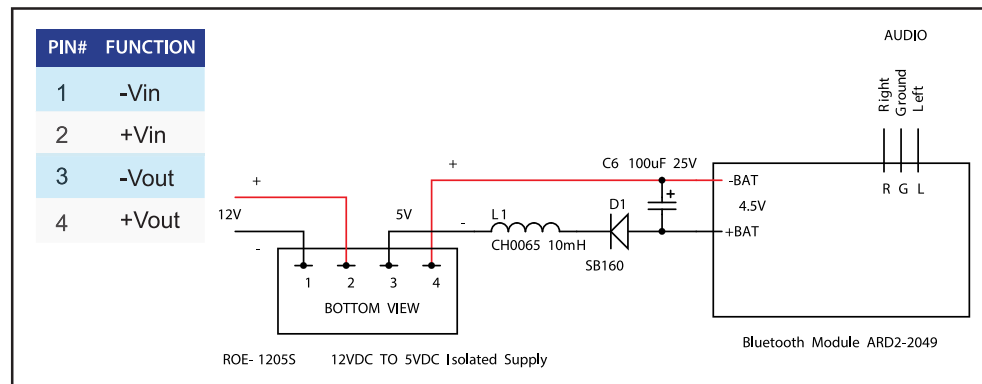 PIN# FUNCTION
1 -Vin
2 +Vin
3 -Vout
4 +Vout
AUDIO
Right
Ground
Left
R G L
C6 100uF 25V
+
-BAT
4.5V
+BAT
+
+
12V
-
5V
-
L1
CH0065 10mH
D1
SB160
1 2 3 4
BOTTOM VIEW
ROE- 1205S 12VDC TO 5VDC Isolated Supply
Bluetooth Module ARD2-2049